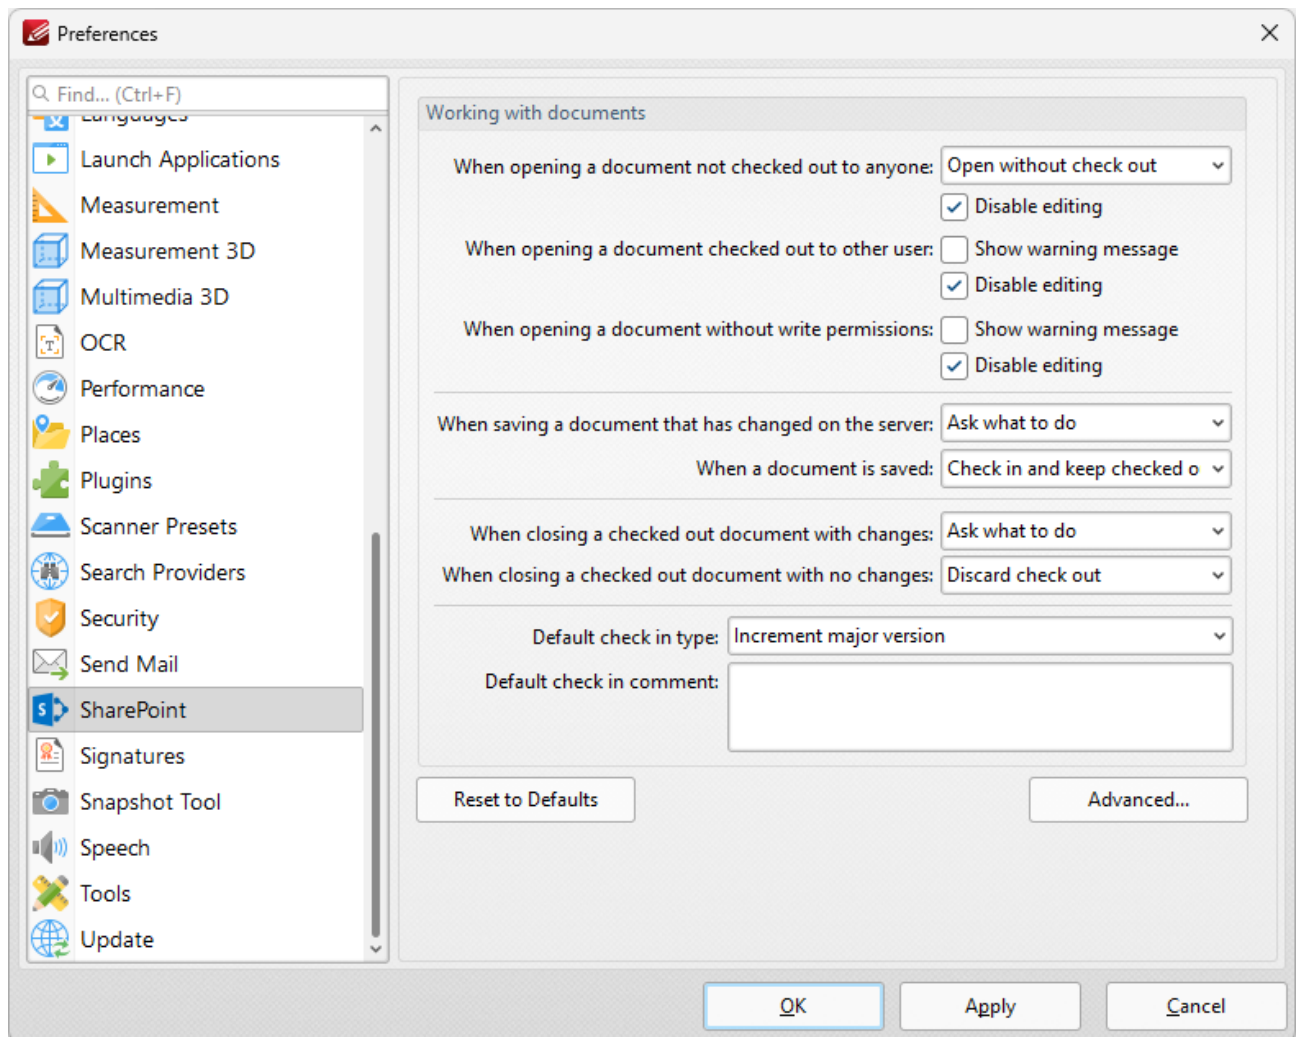 Preferences
Find... (Ctrl+F)
Languages
Launch Applications
Measurement
Measurement 3D
Multimedia 3D
OCR
Performance
Places
Plugins
Scanner Presets
Search Providers
Security
Send Mail
SharePoint
Signatures
Snapshot Tool
Speech
Tools
Update
Working with documents
When opening a document not checked out to anyone: Open without check out
Disable editing
When opening a document checked out to other user: Show warning message
Disable editing
When opening a document without write permissions: Show warning message
Disable editing
When saving a document that has changed on the server: Ask what to do
When a document is saved: Check in and keep checked o
When closing a checked out document with changes: Ask what to do
When closing a checked out document with no changes: Discard check out
Default check in type: Increment major version
Default check in comment:
Reset to Defaults Advanced...
OK Apply Cancel